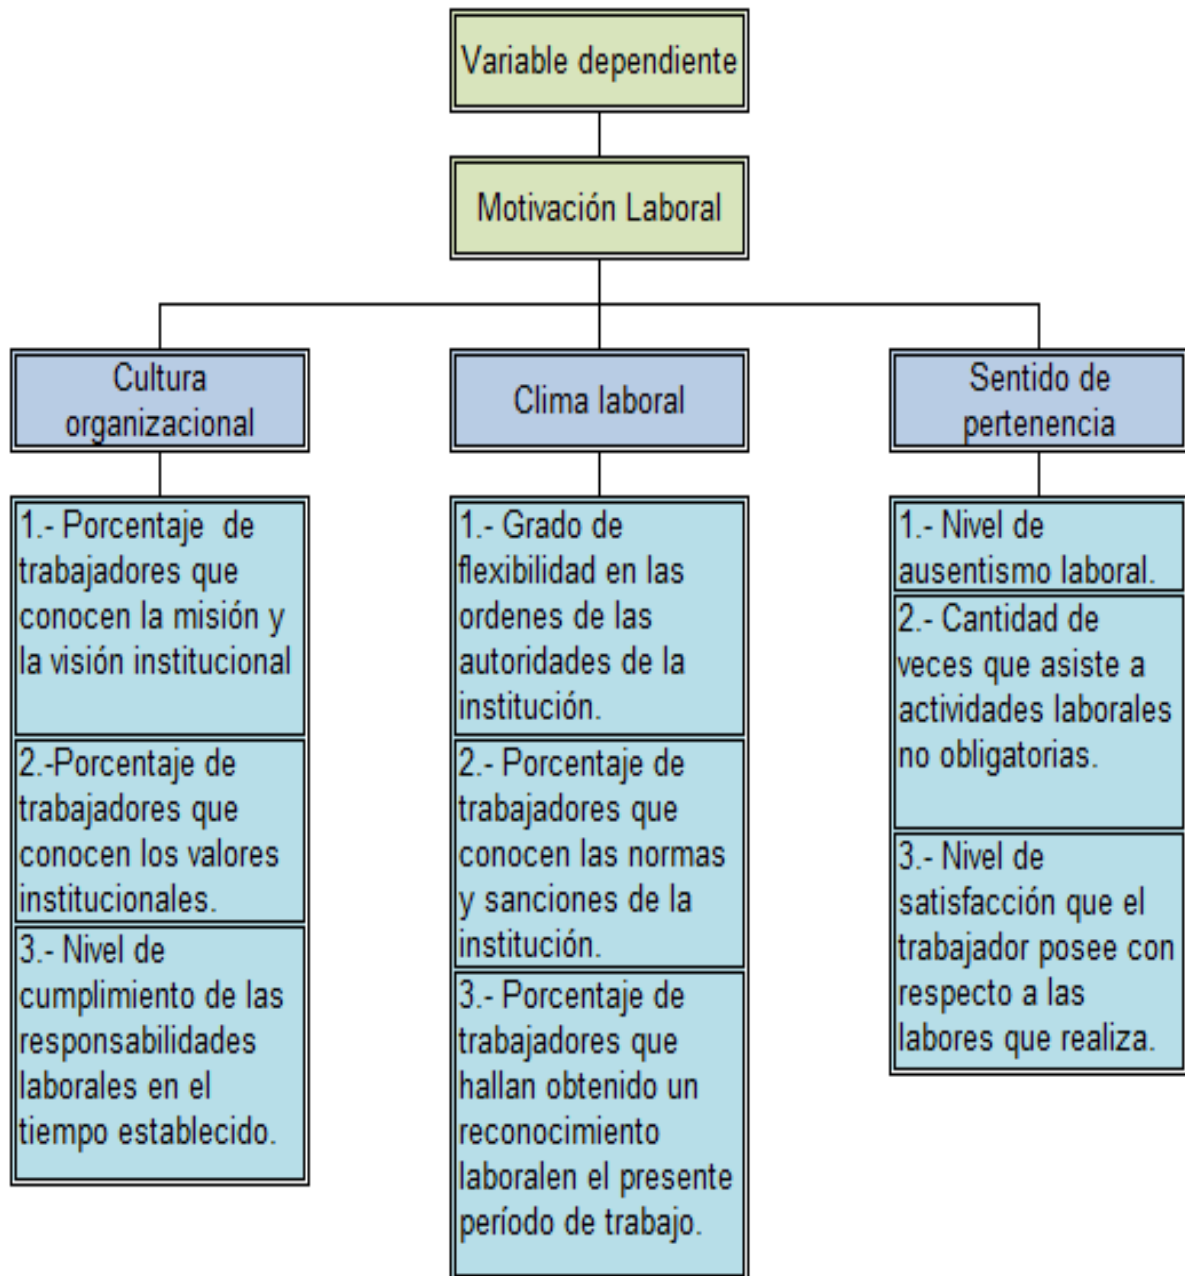 Variable dependiente
Motivación Laboral
Cultura
organizacional
1.- Porcentaje  de
trabajadores que
conocen la misión y
la visión institucional
2.-Porcentaje de
trabajadores que
conocen los valores
institucionales.
3.- Nivel de
cumplimiento de las
responsabilidades
laborales en el
tiempo establecido.
Clima laboral
1.- Grado de
flexibilidad en las
ordenes de las
autoridades de la
institución.
2.- Porcentaje de
trabajadores que
conocen las normas
y sanciones de la
institución.
3.- Porcentaje de
trabajadores que
hallan obtenido un
reconocimiento
laboralen el presente
período de trabajo.
Sentido de
pertenencia
1.- Nivel de
ausentismo laboral.
2.- Cantidad de
veces que asiste a
actividades laborales
no obligatorias.
3.- Nivel de
satisfacción que el
trabajador posee con
respecto a las
labores que realiza.